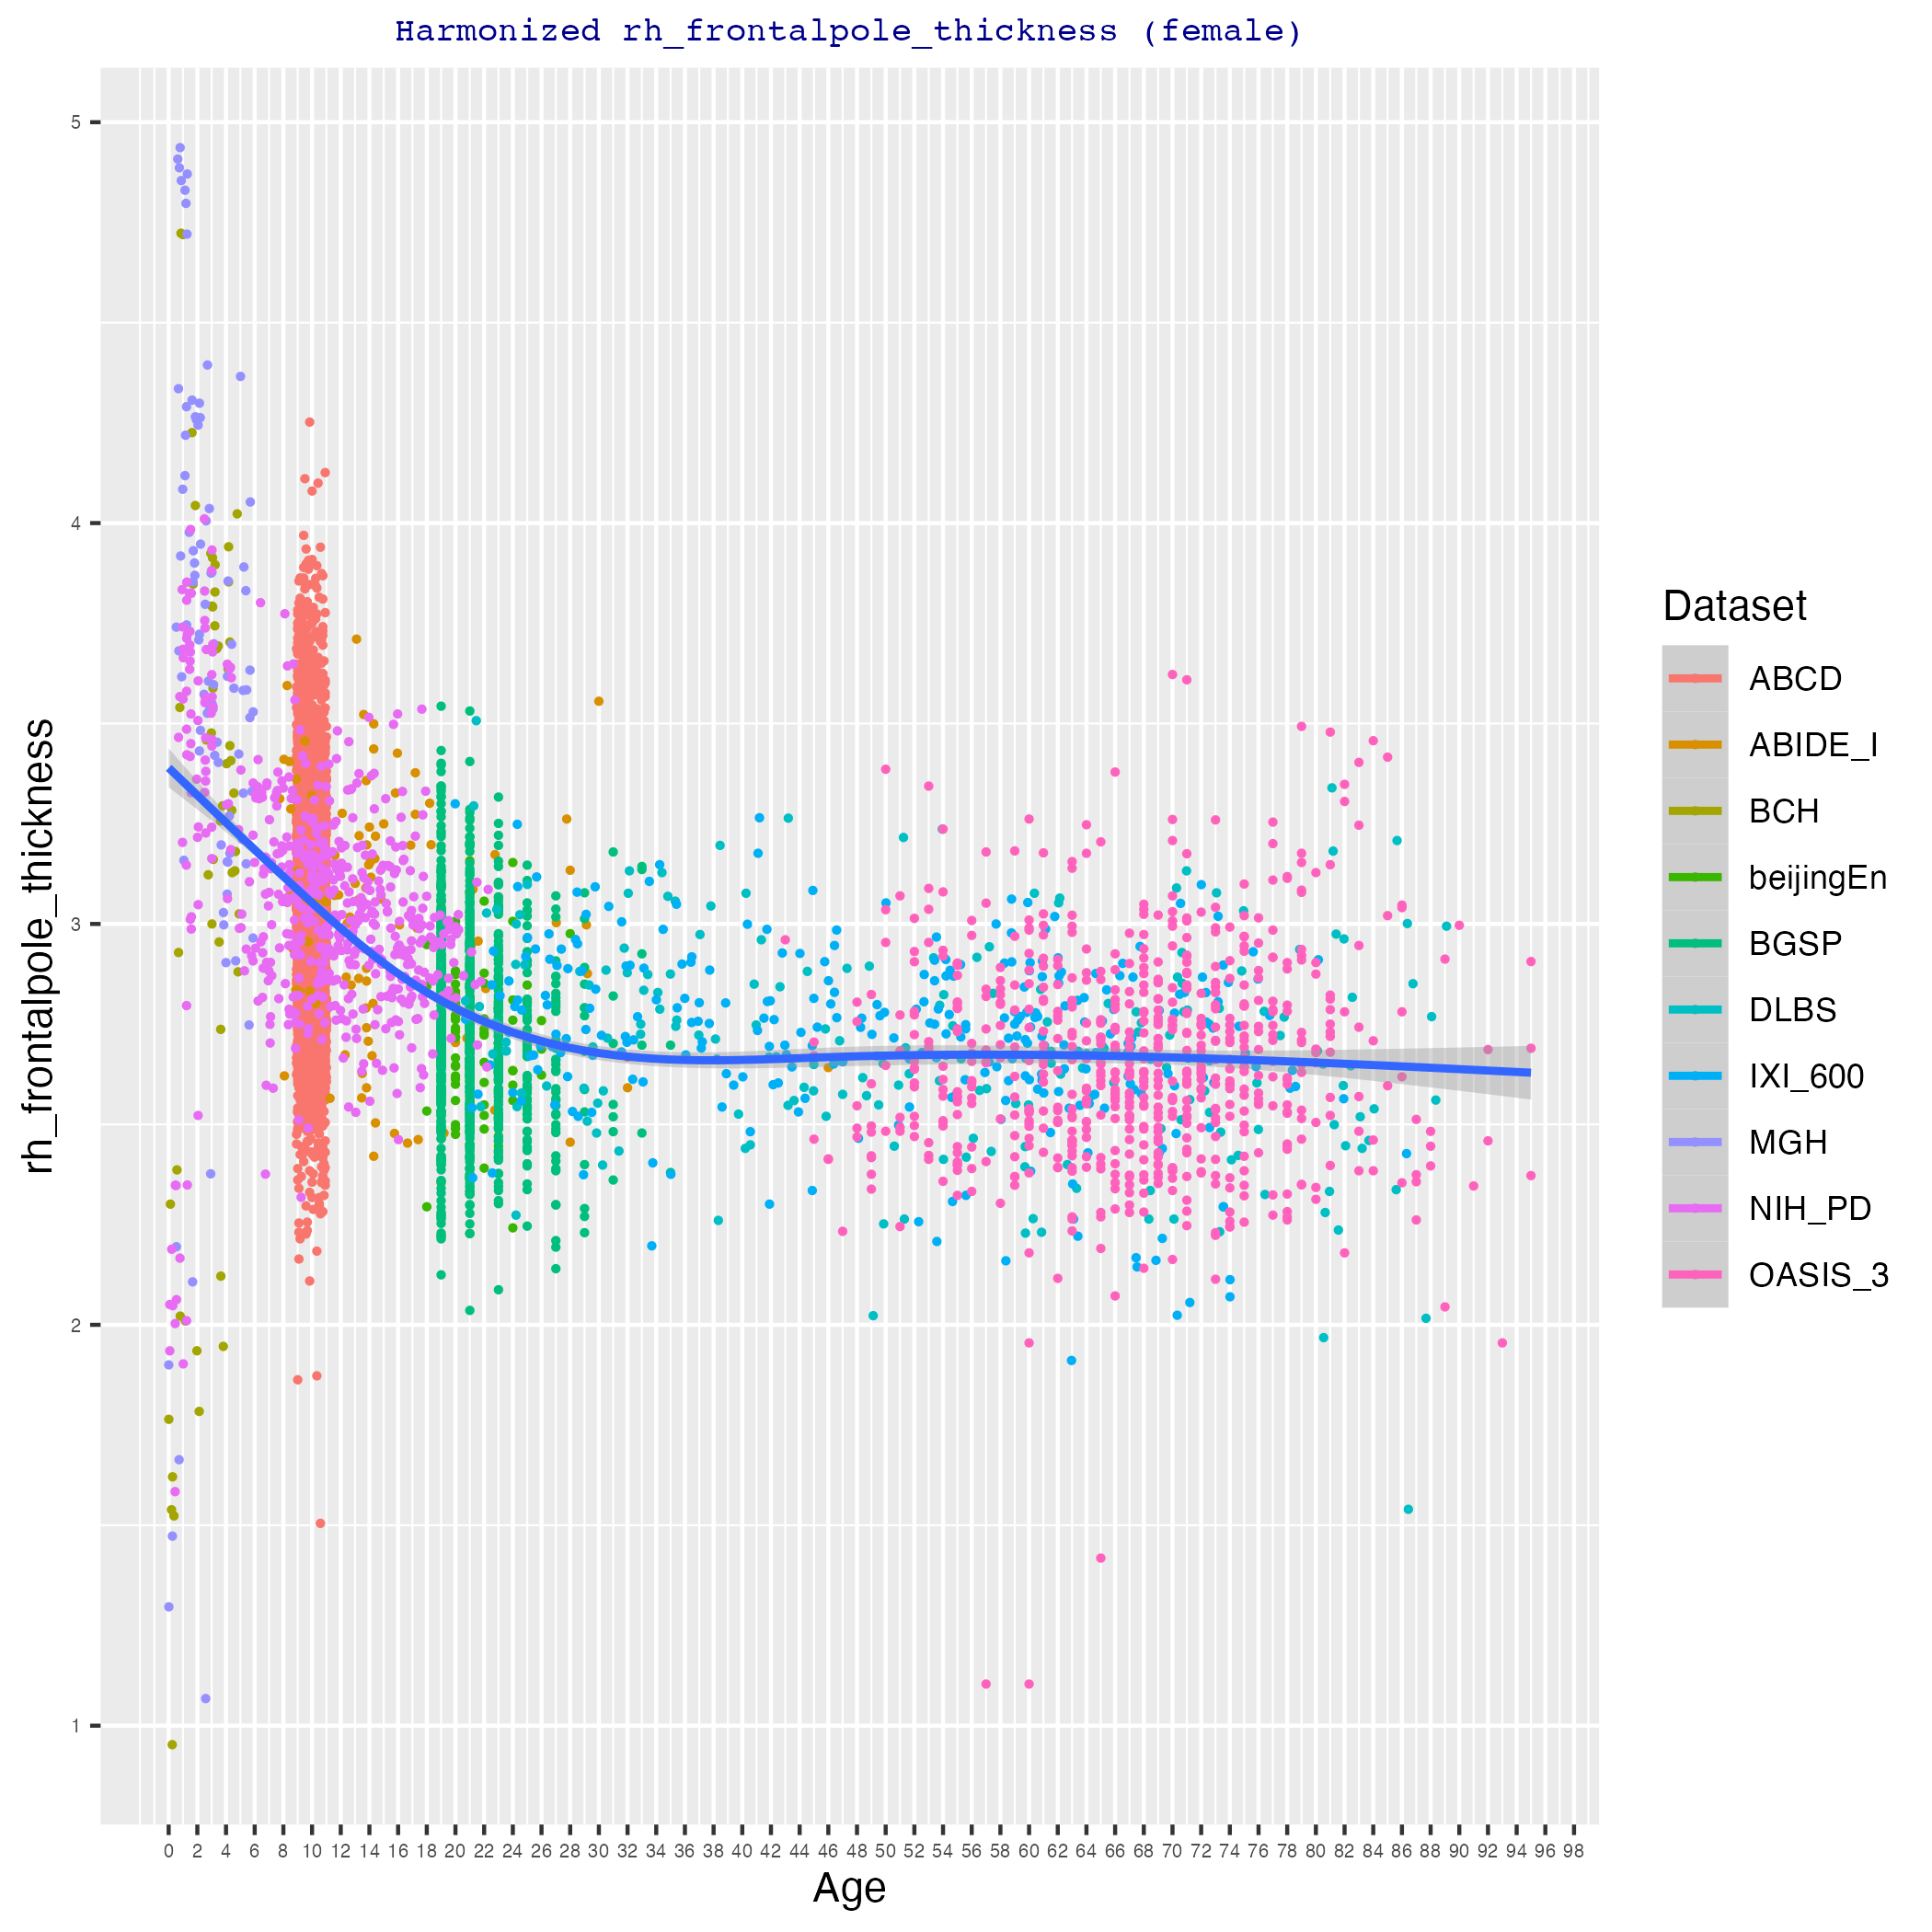 Harmonized rh_frontalpole_thickness (female)
rh_frontalpole_thickness
5
4
3
2
1
0 2 4 6 8 10 12 14 16 18 20 22 24 26 28 30 32 34 36 38 40 42 44 46 48 50 52 54 56 58 60 62 64 66 68 70 72 74 76 78 80 82 84 86 88 90 92 94 96 98
Age
Dataset
ABCD
ABIDE_I
BCH
beijingEn
BGSP
DLBS
IXI_600
MGH
NIH_PD
OASIS_3